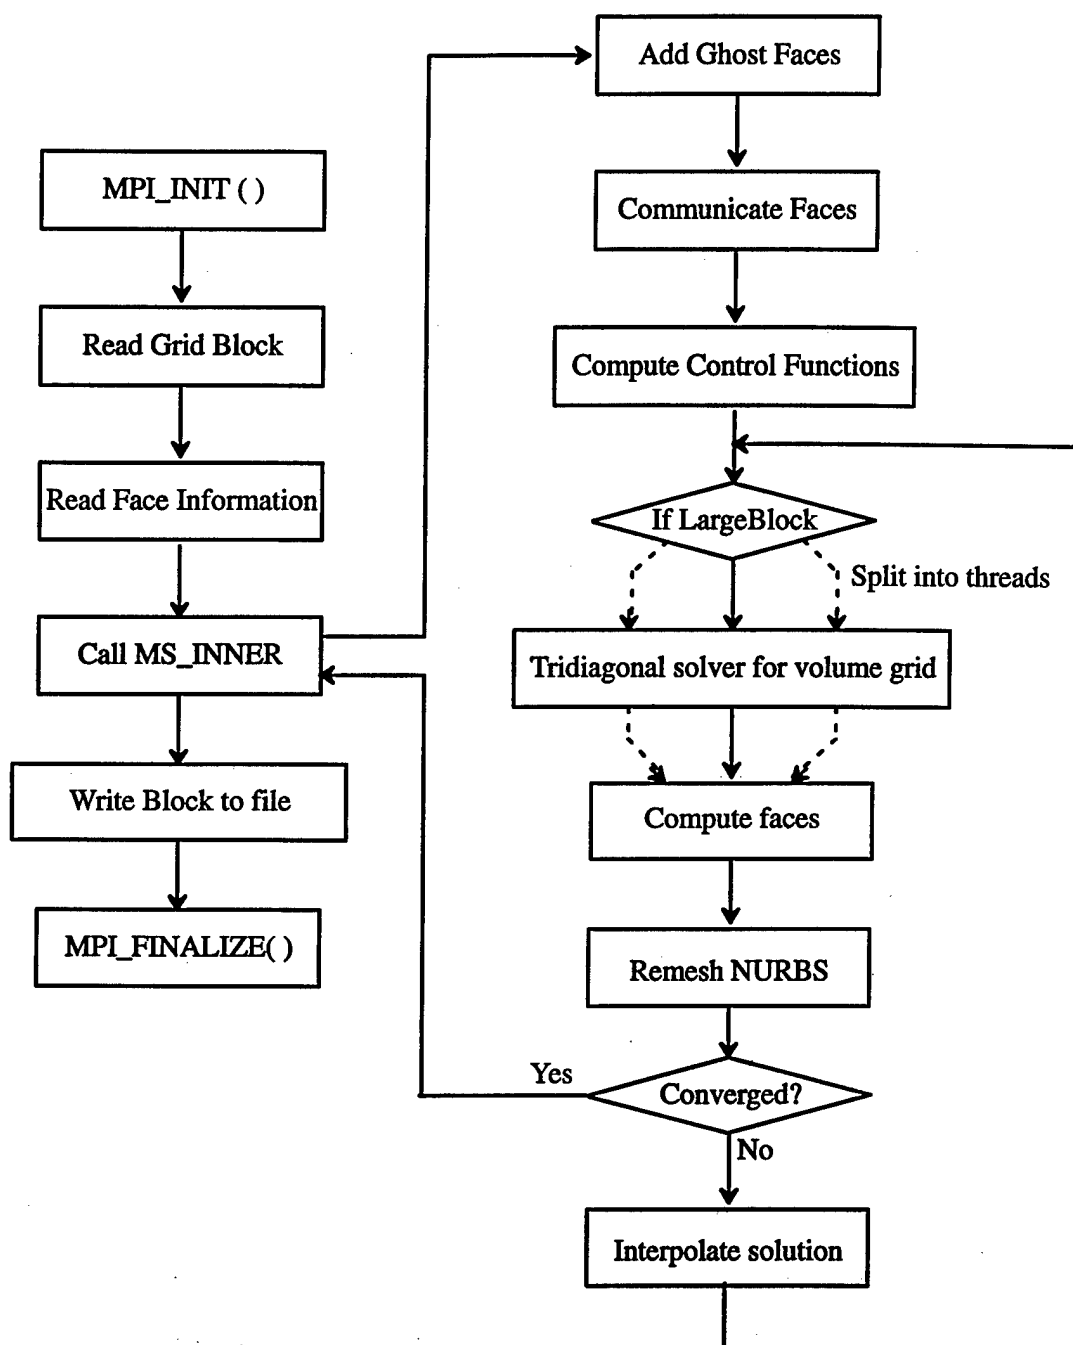 MPI_INIT ( )
Read Grid Block
Read Face Information
Call MS_INNER
Write Block to file
MPI_FINALIZE( )
Add Ghost Faces
Communicate Faces
Compute Control Functions
If LargeBlock
Split into threads
Tridiagonal solver for volume grid
Compute faces
Remesh NURBS
Converged?
Yes
No
Interpolate solution